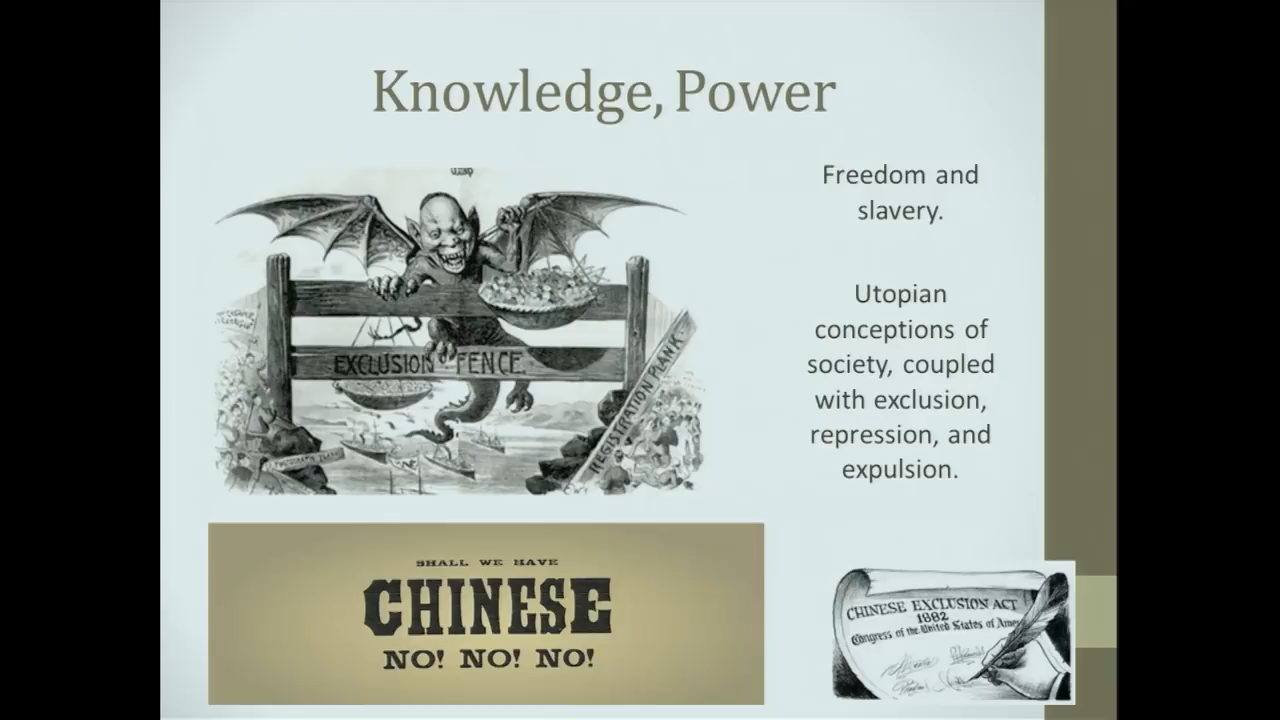 Knowledge, Power
Freedom and
slavery.
Utopian
conceptions of
society, coupled
with exclusion,
repression, and
expulsion.
EXCLUSION FENCE.
REGISTRATION PLANK
SHALL WE HAVE
CHINESE
NO! NO! NO!
CHINESE EXCLUSION ACT
1882
Congress of the United States of Amer